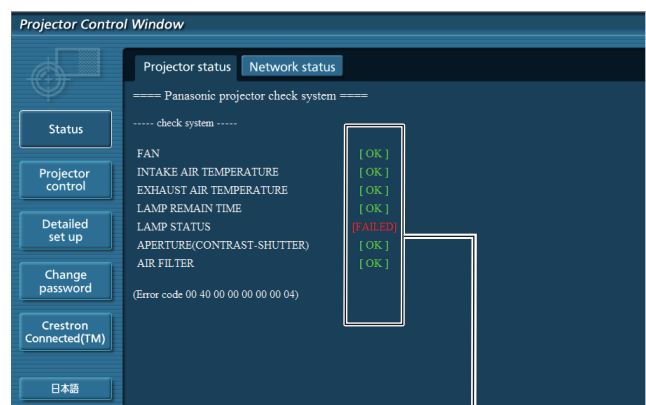 Projector Control Window
Projector status
Network status
==== Panasonic projector check system ====
----- check system -----
FAN [ OK ]
INTAKE AIR TEMPERATURE [ OK ]
EXHAUST AIR TEMPERATURE [ OK ]
LAMP REMAIN TIME [ OK ]
LAMP STATUS [FAILED]
APERTURE(CONTRAST-SHUTTER) [ OK ]
AIR FILTER [ OK ]
(Error code 00 40 00 00 00 00 00 04)
Status
Projector
control
Detailed
set up
Change
password
Crestron
Connected(TM)
日本語